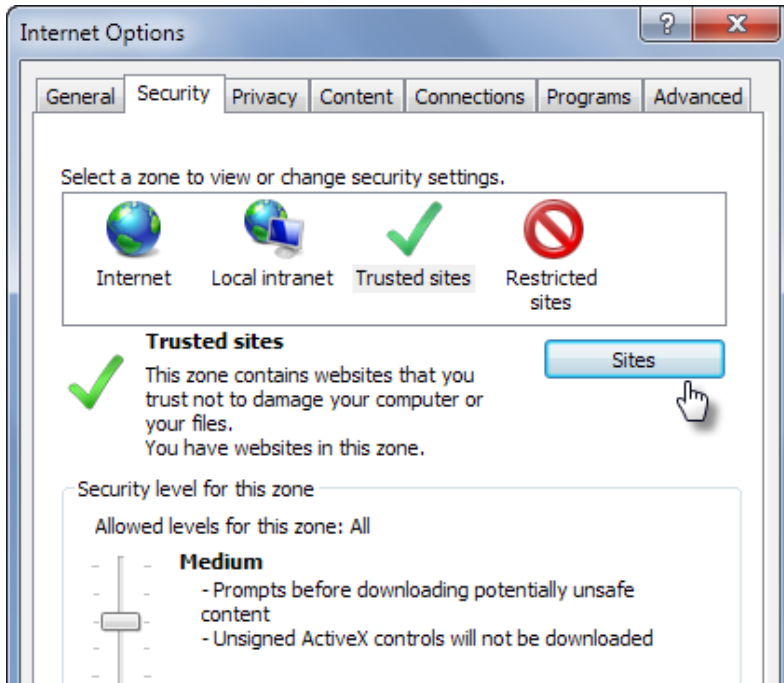 Internet Options
General Security Privacy Content Connections Programs Advanced
Select a zone to view or change security settings.
Internet Local intranet Trusted sites Restricted
sites
Trusted sites
Sites
This zone contains websites that you
trust not to damage your computer or
your files.
You have websites in this zone.
Security level for this zone
Allowed levels for this zone: All
Medium
- Prompts before downloading potentially unsafe
content
- Unsigned ActiveX controls will not be downloaded